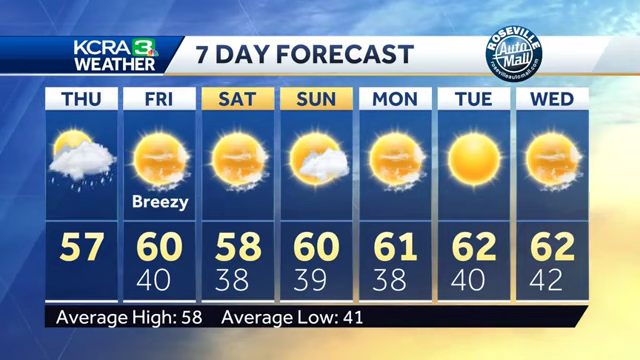 KCRA 3
WEATHER
7 DAY FORECAST
ROSEVILLE
Auto
Mall
rosevilleautomall.com
THU FRI SAT SUN MON TUE WED
Breezy
57 60 58 60 61 62 62
40 38 39 38 40 42
Average High: 58 Average Low: 41